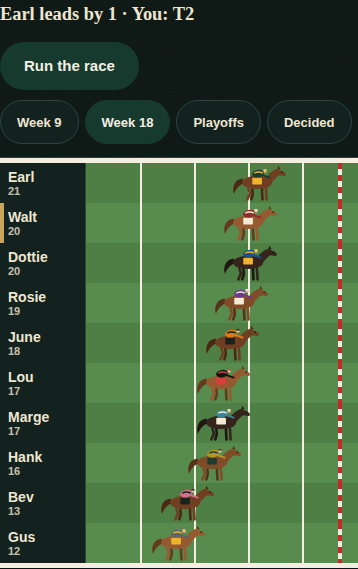 Earl leads by 1 · You: T2
Run the race
Week 9
Week 18
Playoffs
Decided
Earl
21
Walt
20
Dottie
20
Rosie
19
June
18
Lou
17
Marge
17
Hank
16
Bev
13
Gus
12